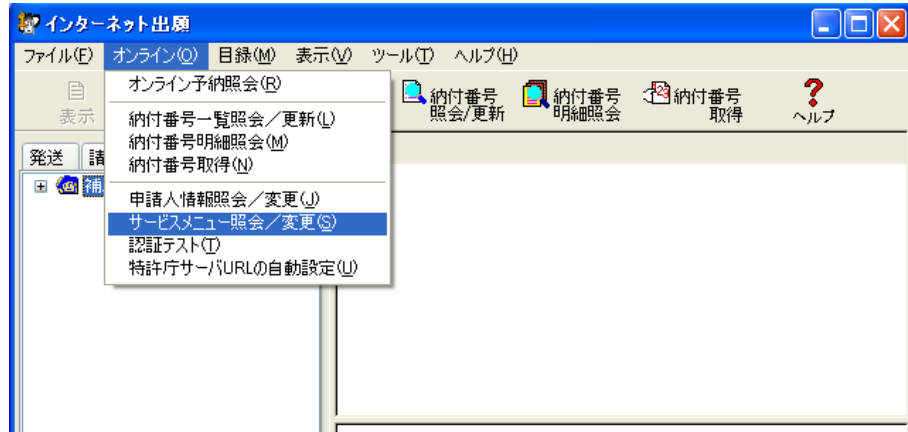 インターネット出願
ファイル(F) オンライン(O) 目録(M) 表示(V) ツール(T) ヘルプ(H)
オンライン予納照会(R)
納付番号一覧照会/更新(L)
納付番号明細照会(M)
納付番号取得(N)
申請人情報照会/変更(J)
サービスメニュー照会/変更(S)
認証テスト(T)
特許庁サーバURLの自動設定(U)
表示
納付番号
照会/更新
納付番号
明細照会
23
納付番号
取得
?
ヘルプ
発送
補